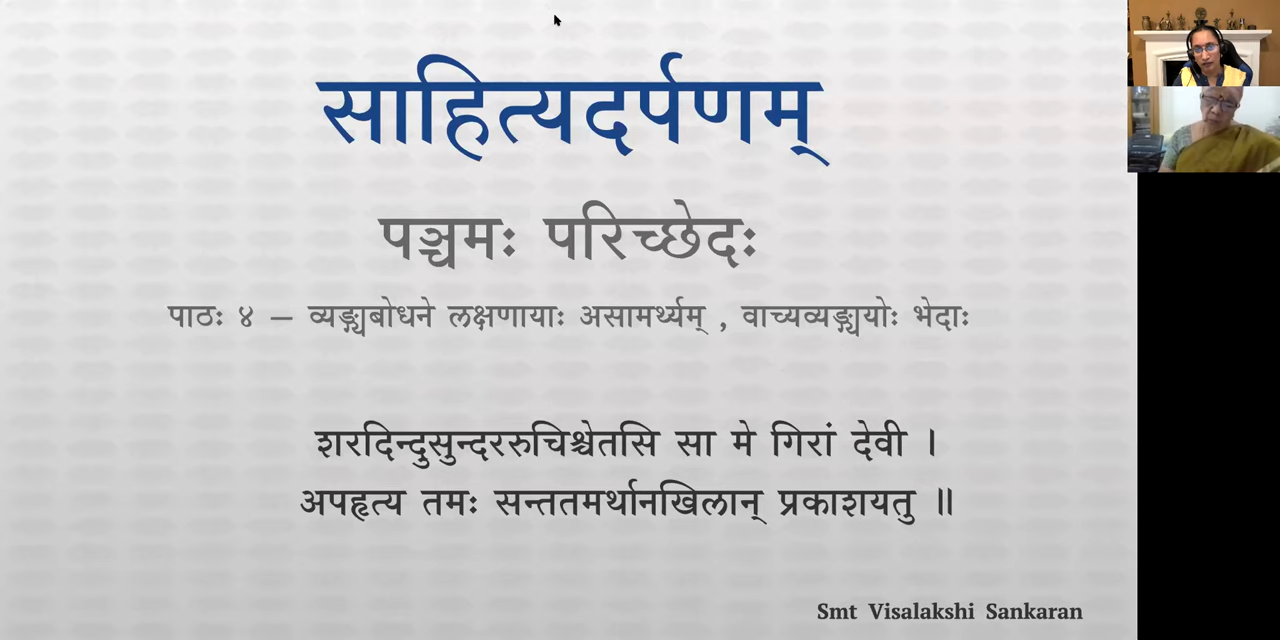 साहित्यदर्पणम्
पञ्चमः परिच्छेदः
पाठः ४ – व्यङ्ग्यबोधने लक्षणायाः असामर्थ्यम् , वाच्यव्यङ्ग्ययोः भेदाः
शरदिन्दुसुन्दररुचिश्चेतसि सा मे गिरां देवी ।
अपहृत्य तमः सन्ततमर्थानखिलान् प्रकाशयतु ॥
Smt Visalakshi Sankaran